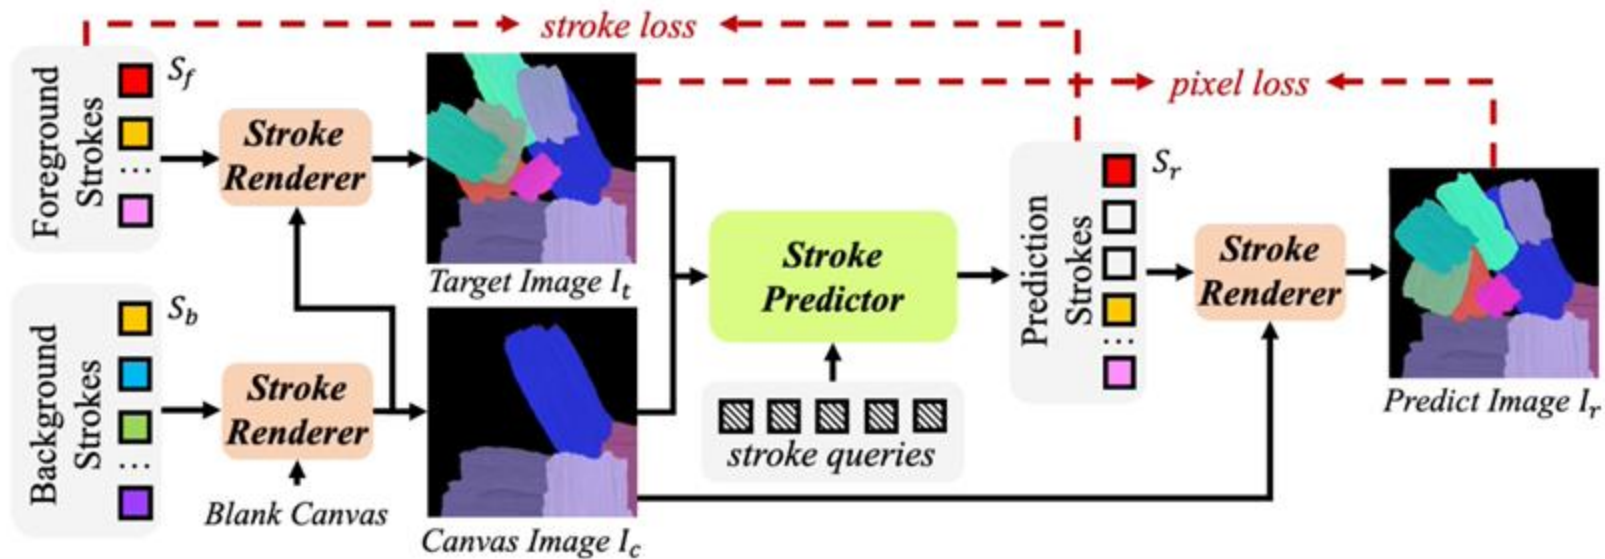 stroke loss
pixel loss
Foreground
Strokes
S_f
Stroke
Renderer
Target Image I_t
Background
Strokes
S_b
Stroke
Renderer
Blank Canvas
Canvas Image I_c
Stroke
Predictor
stroke queries
Prediction
Strokes
S_r
Stroke
Renderer
Predict Image I_r